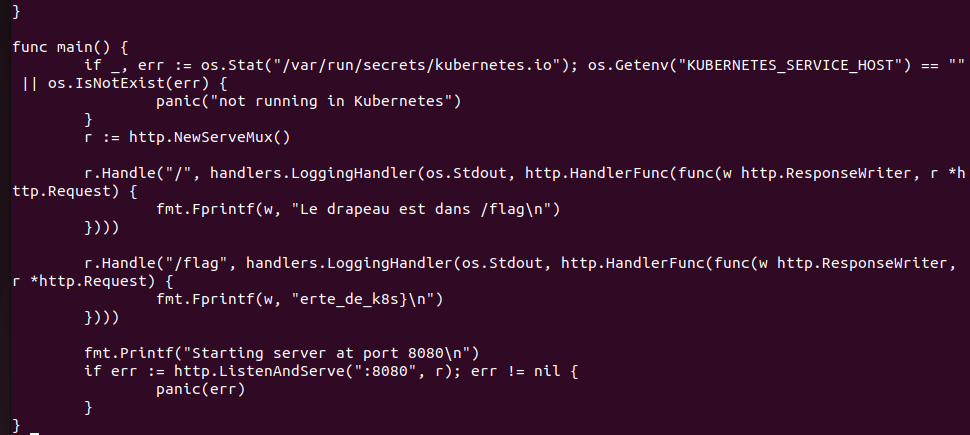 }

func main() {
        if _, err := os.Stat("/var/run/secrets/kubernetes.io"); os.Getenv("KUBERNETES_SERVICE_HOST") == ""
 || os.IsNotExist(err) {
                panic("not running in Kubernetes")
        }
        r := http.NewServeMux()

        r.Handle("/", handlers.LoggingHandler(os.Stdout, http.HandlerFunc(func(w http.ResponseWriter, r *h
ttp.Request) {
                fmt.Fprintf(w, "Le drapeau est dans /flag\n")
        })))

        r.Handle("/flag", handlers.LoggingHandler(os.Stdout, http.HandlerFunc(func(w http.ResponseWriter,
r *http.Request) {
                fmt.Fprintf(w, "erte_de_k8s}\n")
        })))

        fmt.Printf("Starting server at port 8080\n")
        if err := http.ListenAndServe(":8080", r); err != nil {
                panic(err)
        }
}